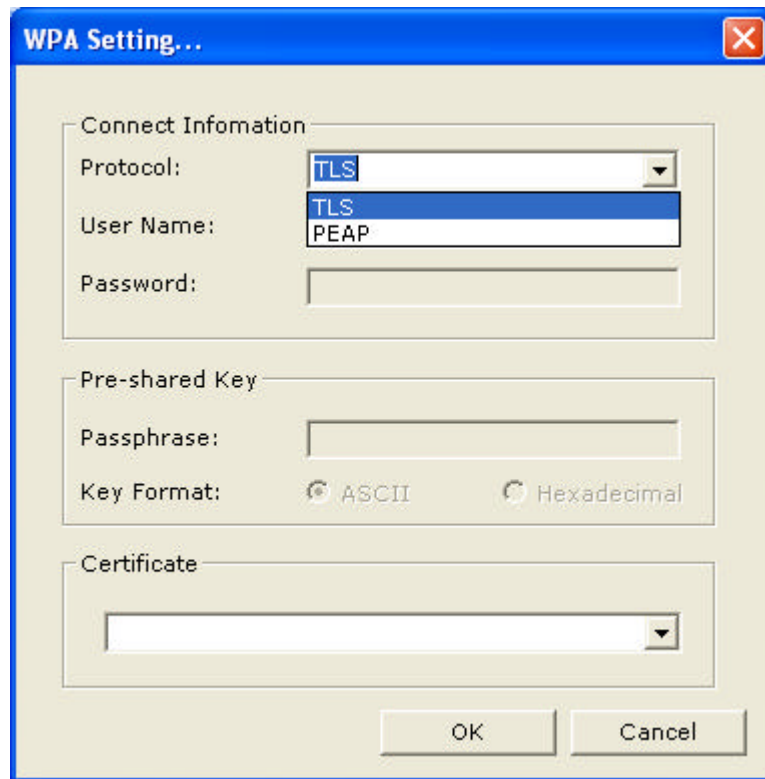 WPA Setting...
Connect Infomation
Protocol: TLS
TLS
User Name:
PEAP
Password:
Pre-shared Key
Passphrase:
Key Format: ASCII Hexadecimal
Certificate
OK Cancel